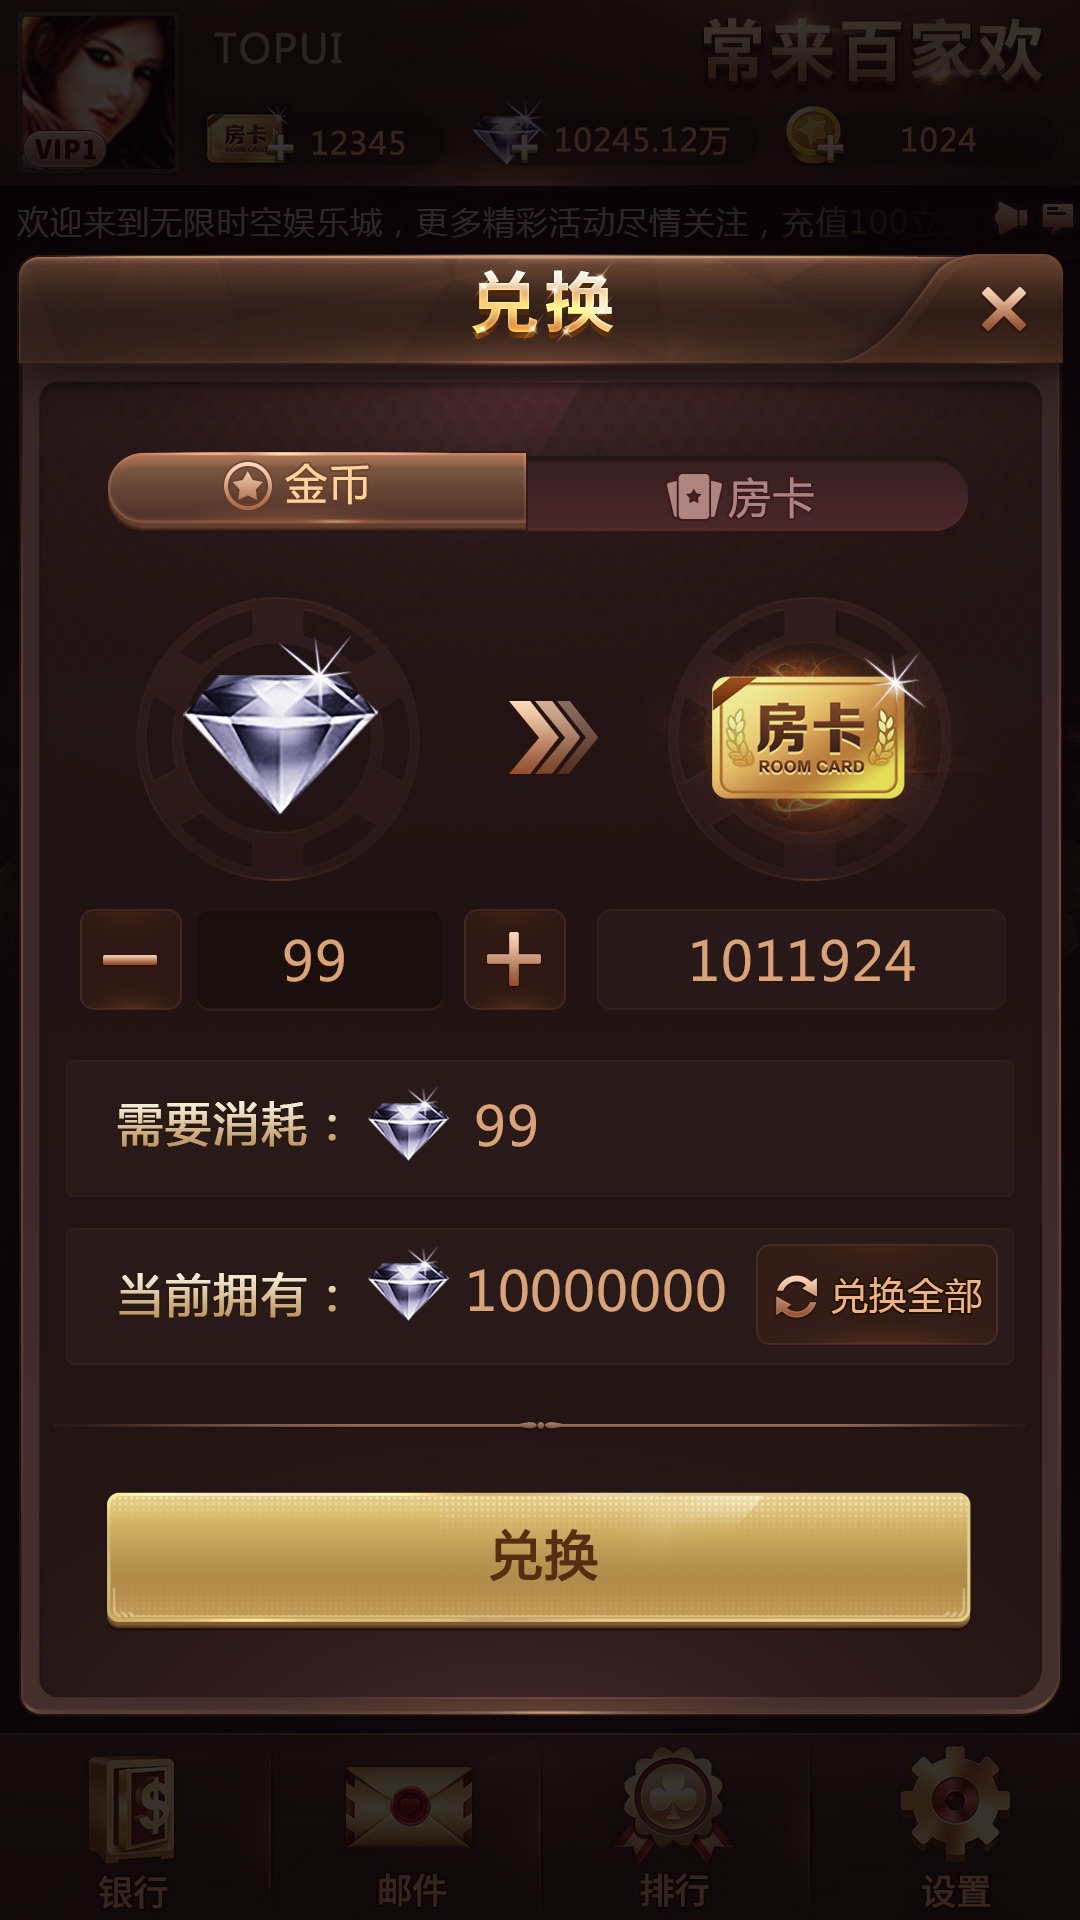 TOPUI
常来百家欢
VIP1
房卡
ROOM CARD
12345
10245.12万
1024
欢迎来到无限时空娱乐城，更多精彩活动尽情关注，充值100立
兑换
金币
房卡
房卡
ROOM CARD
99
1011924
需要消耗：
99
当前拥有：
10000000
兑换全部
兑换
银行
邮件
排行
设置